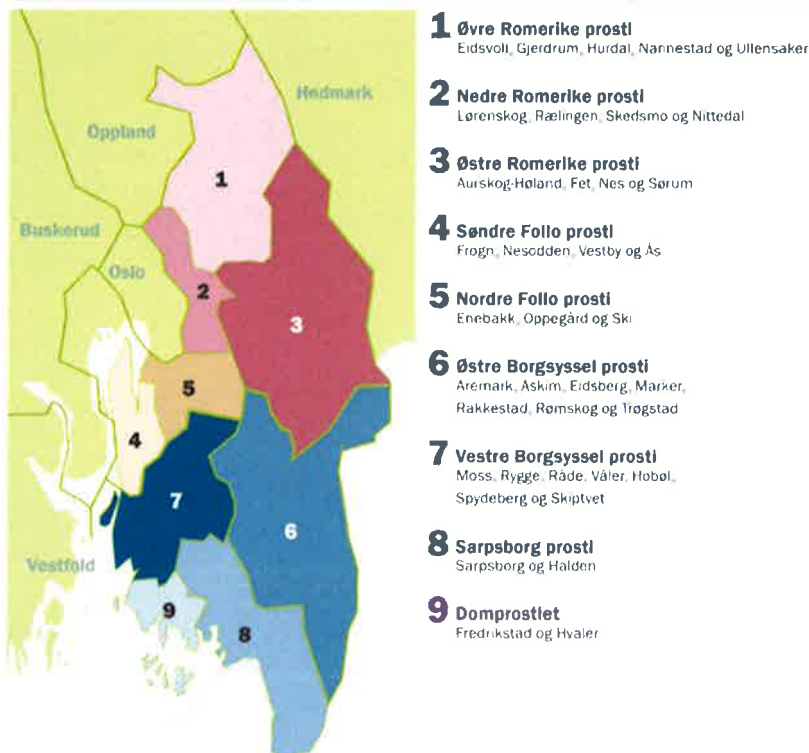 Hedmark
Oppland
1
Buskerud
Oslo
2
3
5
4
7
6
Vestfold
9
8
1 Øvre Romerike prosti
Eidsvoll, Gjerdrum, Hurdal, Nannestad og Ullensaker
2 Nedre Romerike prosti
Lørenskog, Rælingen, Skedsmo og Nittedal
3 Østre Romerike prosti
Aurskog-Høland, Fet, Nes og Sørum
4 Søndre Follo prosti
Frogn, Nesodden, Vestby og Ås
5 Nordre Follo prosti
Enebakk, Oppegård og Ski
6 Østre Borgsyssel prosti
Aremark, Askim, Eidsberg, Marker,
Rakkestad, Rømskog og Trøgstad
7 Vestre Borgsyssel prosti
Moss, Rygge, Råde, Våler, Hobøl,
Spydeberg og Skiptvet
8 Sarpsborg prosti
Sarpsborg og Halden
9 Domprostiet
Fredrikstad og Hvaler